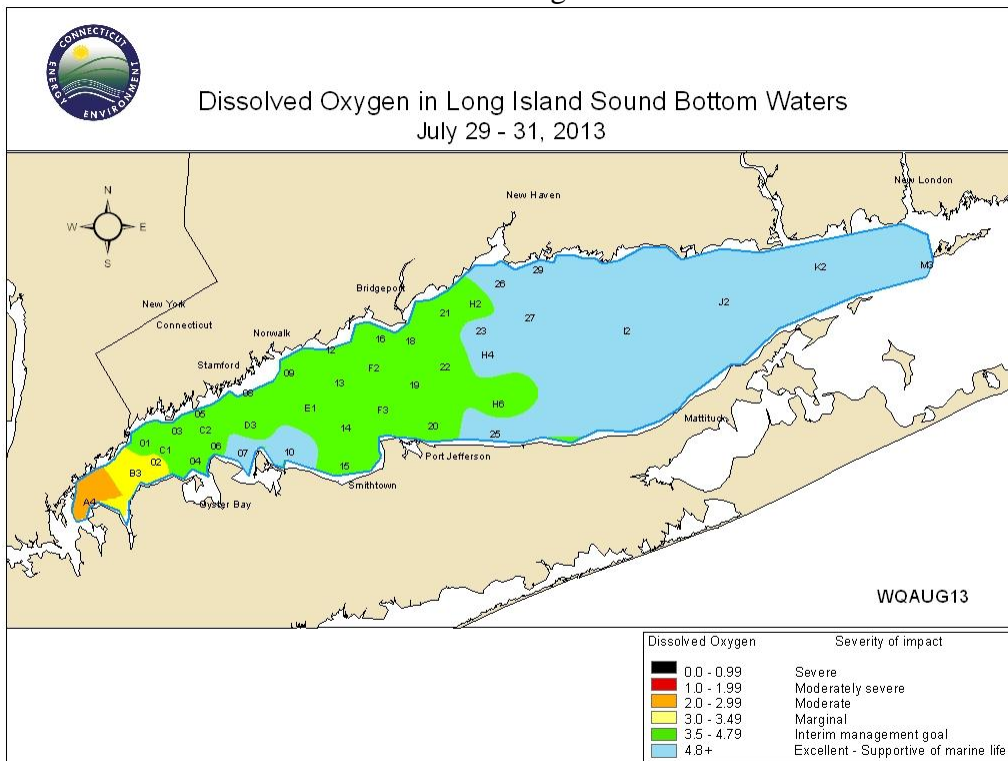 CONNECTICUT
ENERGY
ENVIRONMENT
Dissolved Oxygen in Long Island Sound Bottom Waters
July 29 - 31, 2013
N
W E
S
New London
New Haven
29
K2
M3
26
Bridgeport
H2
J2
New York
21
27
Connecticut
Norwalk
16
18
23
I2
12
H4
Stamford
09
F2
22
13
19
08
E1
F3
H6
05
03
C2
D3
14
20
25
Mattituck
01
C1
06
07
10
Port Jefferson
02
04
B3
15
Smithtown
A4
Oyster Bay
WQAUG13
Dissolved Oxygen Severity of impact
0.0 - 0.99 Severe
1.0 - 1.99 Moderately severe
2.0 - 2.99 Moderate
3.0 - 3.49 Marginal
3.5 - 4.79 Interim management goal
4.8+ Excellent - Supportive of marine life